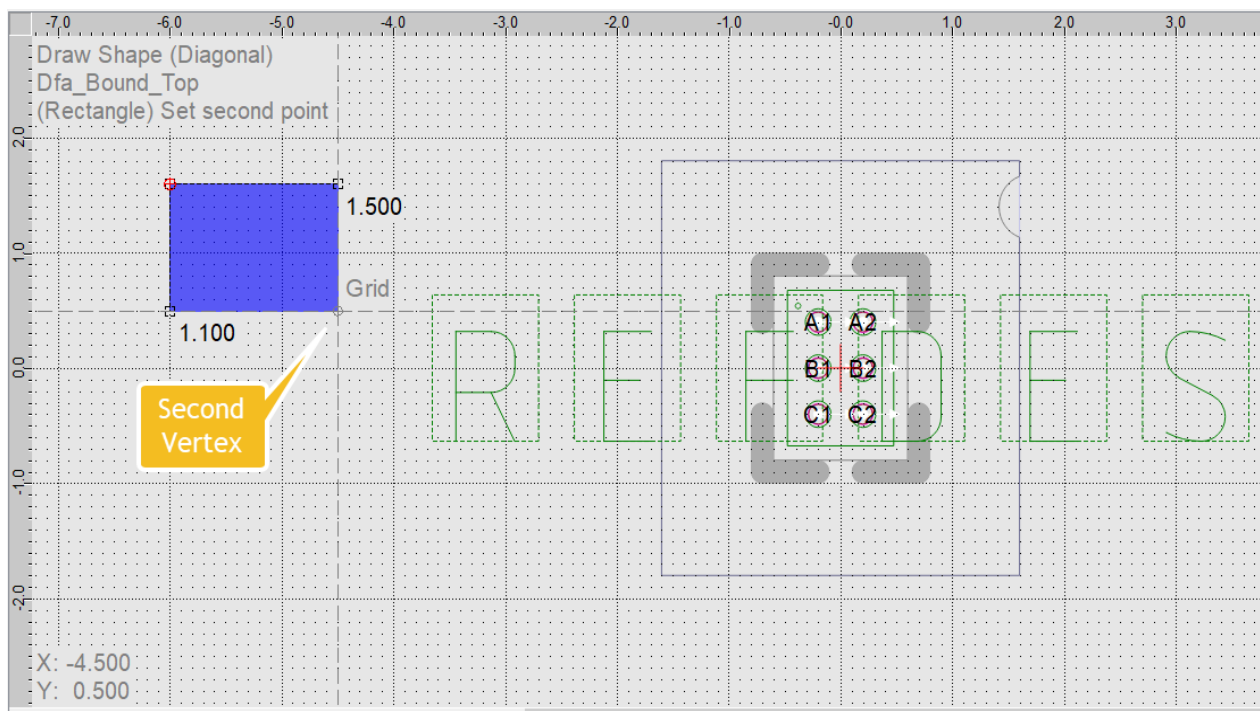 -7,0 -6,0 -5,0 -4,0 -3,0 -2,0 -1,0 -0,0 1,0 2,0 3,0
Draw Shape (Diagonal)
Dfa_Bound_Top
(Rectangle) Set second point
2,0
1.500
1,0
Grid
1.100
A1 A2
0,0
B1 B2
R E F D E S
C1 C2
Second
Vertex
-1,0
-2,0
X: -4.500
Y: 0.500